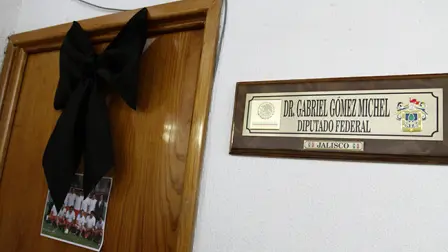 DR. GABRIEL GÓMEZ MICHEL
DIPUTADO FEDERAL
JALISCO